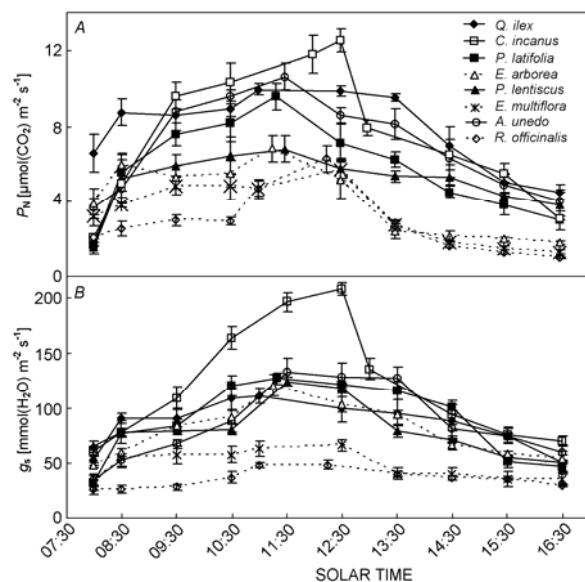 A
Q. ilex
C. incanus
P. latifolia
E. arborea
P. lentiscus
E. multiflora
A. unedo
R. officinalis
12
8
4
0
P_N [µmol(CO₂) m⁻² s⁻¹]
B
200
150
100
50
0
g_s [mmol(H₂O) m⁻² s⁻¹]
07:30 08:30 09:30 10:30 11:30 12:30 13:30 14:30 15:30 16:30
SOLAR TIME